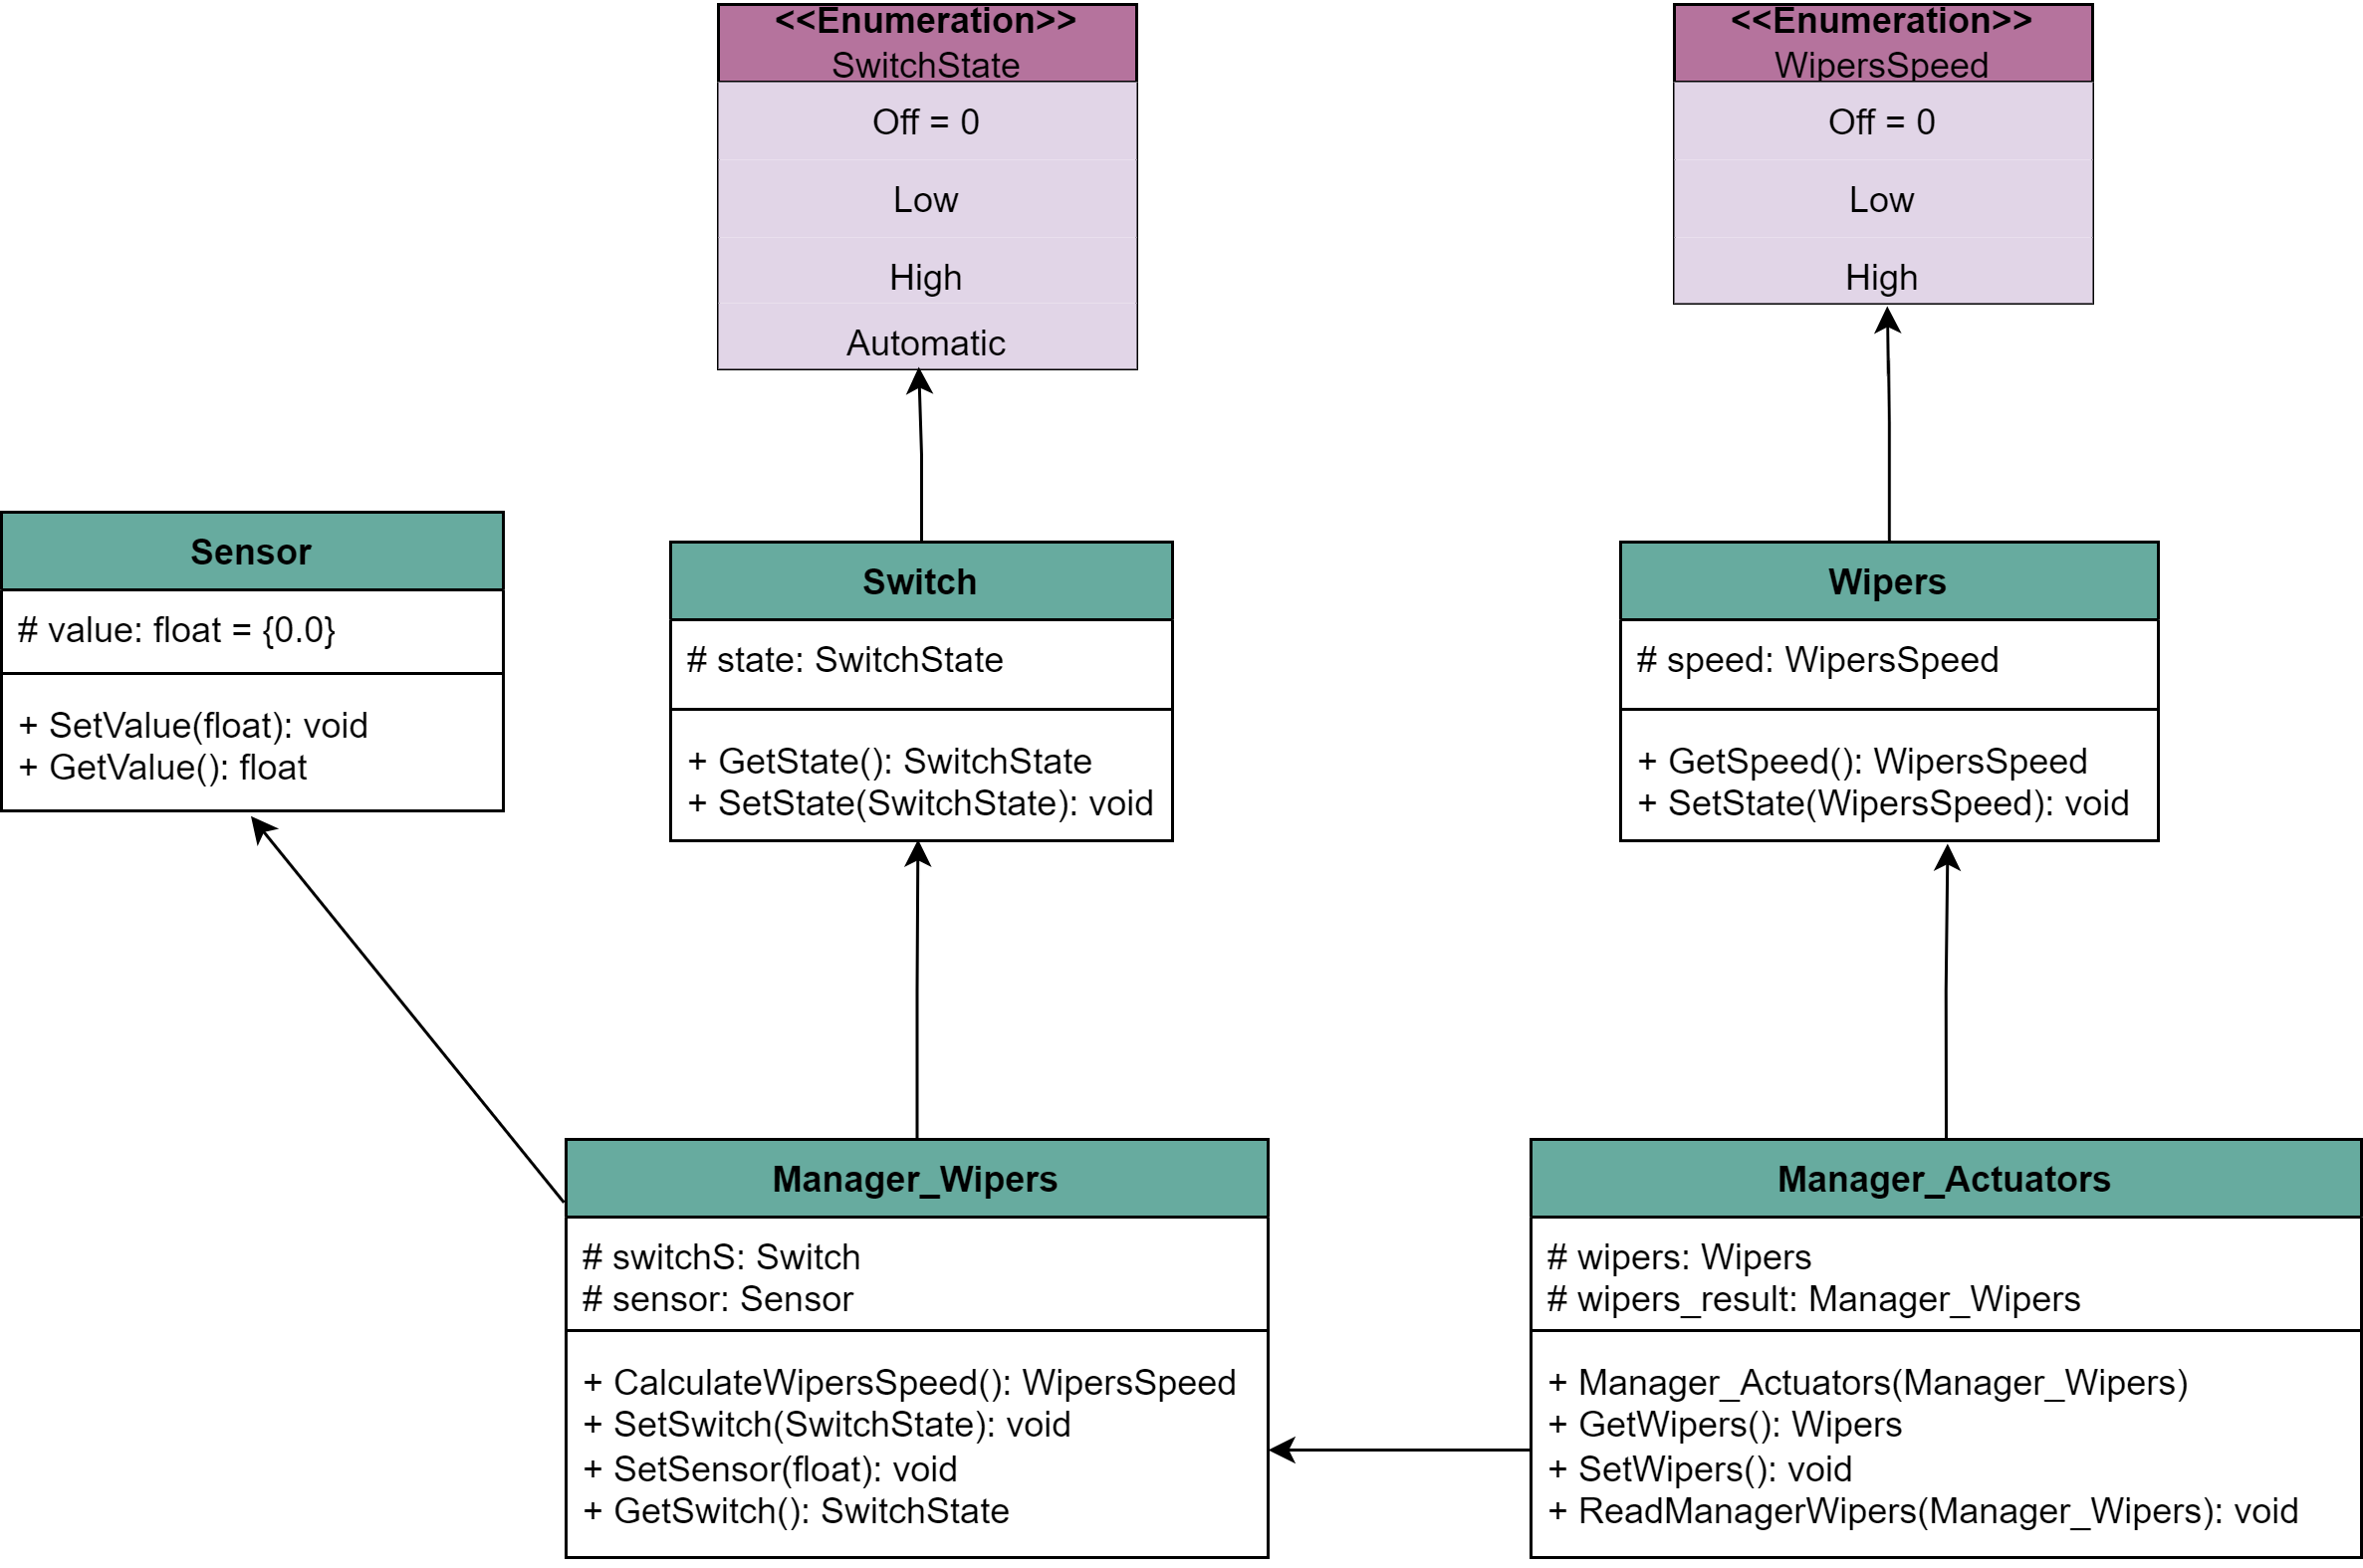 <<Enumeration>>
SwitchState
Off = 0
Low
High
Automatic
<<Enumeration>>
WipersSpeed
Off = 0
Low
High
Sensor
# value: float = {0.0}
+ SetValue(float): void
+ GetValue(): float
Switch
# state: SwitchState
+ GetState(): SwitchState
+ SetState(SwitchState): void
Wipers
# speed: WipersSpeed
+ GetSpeed(): WipersSpeed
+ SetState(WipersSpeed): void
Manager_Wipers
# switchS: Switch
# sensor: Sensor
+ CalculateWipersSpeed(): WipersSpeed
+ SetSwitch(SwitchState): void
+ SetSensor(float): void
+ GetSwitch(): SwitchState
Manager_Actuators
# wipers: Wipers
# wipers_result: Manager_Wipers
+ Manager_Actuators(Manager_Wipers)
+ GetWipers(): Wipers
+ SetWipers(): void
+ ReadManagerWipers(Manager_Wipers): void